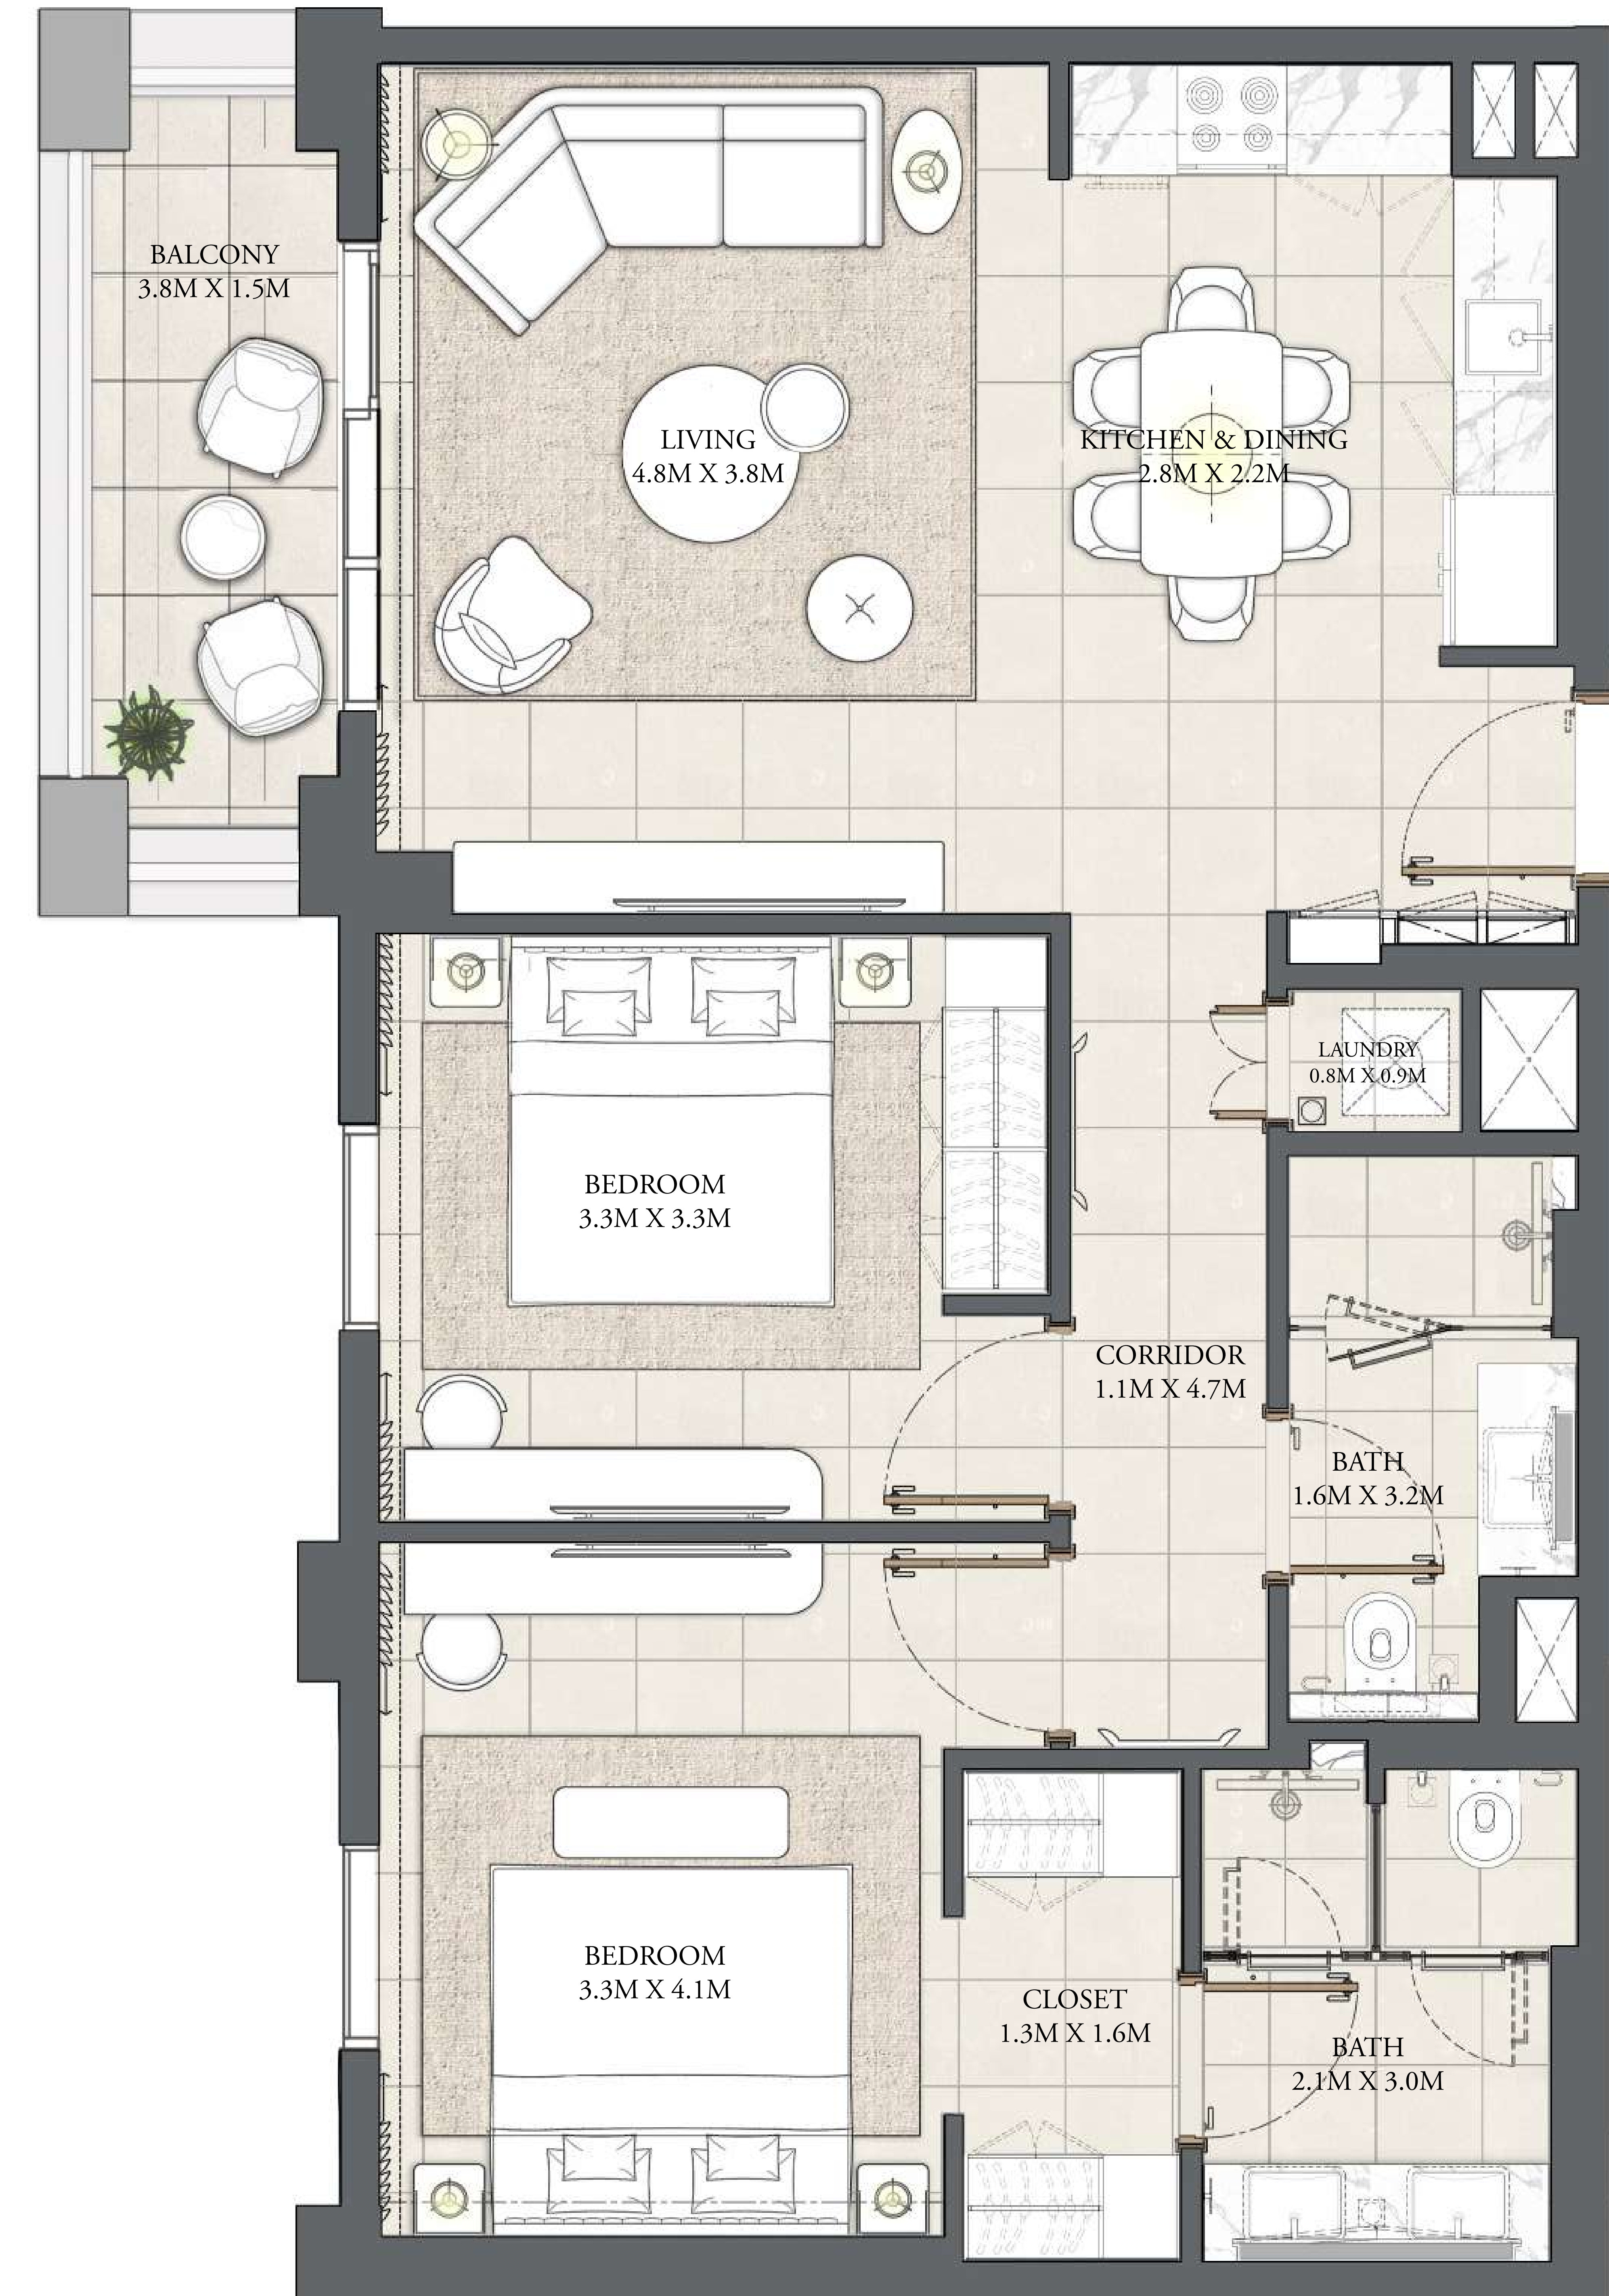 BALCONY
3.8M X 1.5M
LIVING
4.8M X 3.8M
KITCHEN & DINING
2.8M X 2.2M
LAUNDRY
0.8M X 0.9M
BEDROOM
3.3M X 3.3M
CORRIDOR
1.1M X 4.7M
BATH
1.6M X 3.2M
BEDROOM
3.3M X 4.1M
CLOSET
1.3M X 1.6M
BATH
2.1M X 3.0M